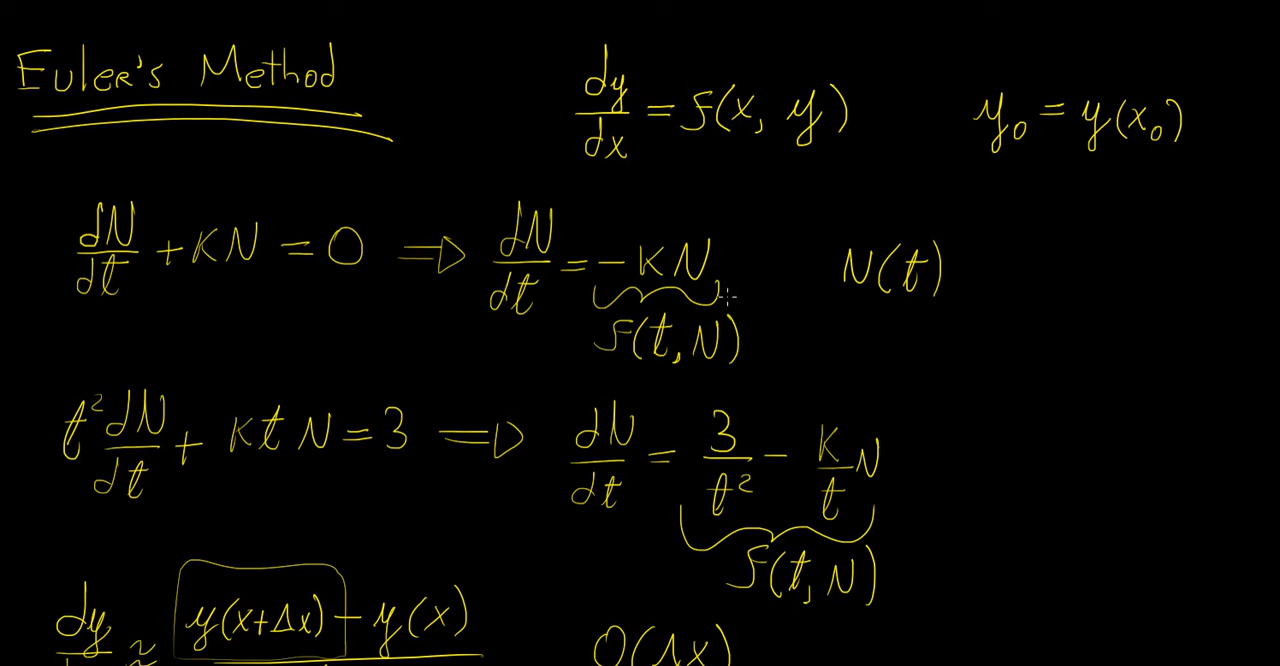 Euler's Method
dy/dx = f(x, y)    y₀ = y(x₀)
dN/dt + KN = 0 ⇒ dN/dt = -KN    N(t)
f(t, N)
t² dN/dt + KtN = 3 ⇒ dN/dt = 3/t² - K/t N
f(t, N)
dy ≈ y(x+Δx) - y(x)    O(Δx)